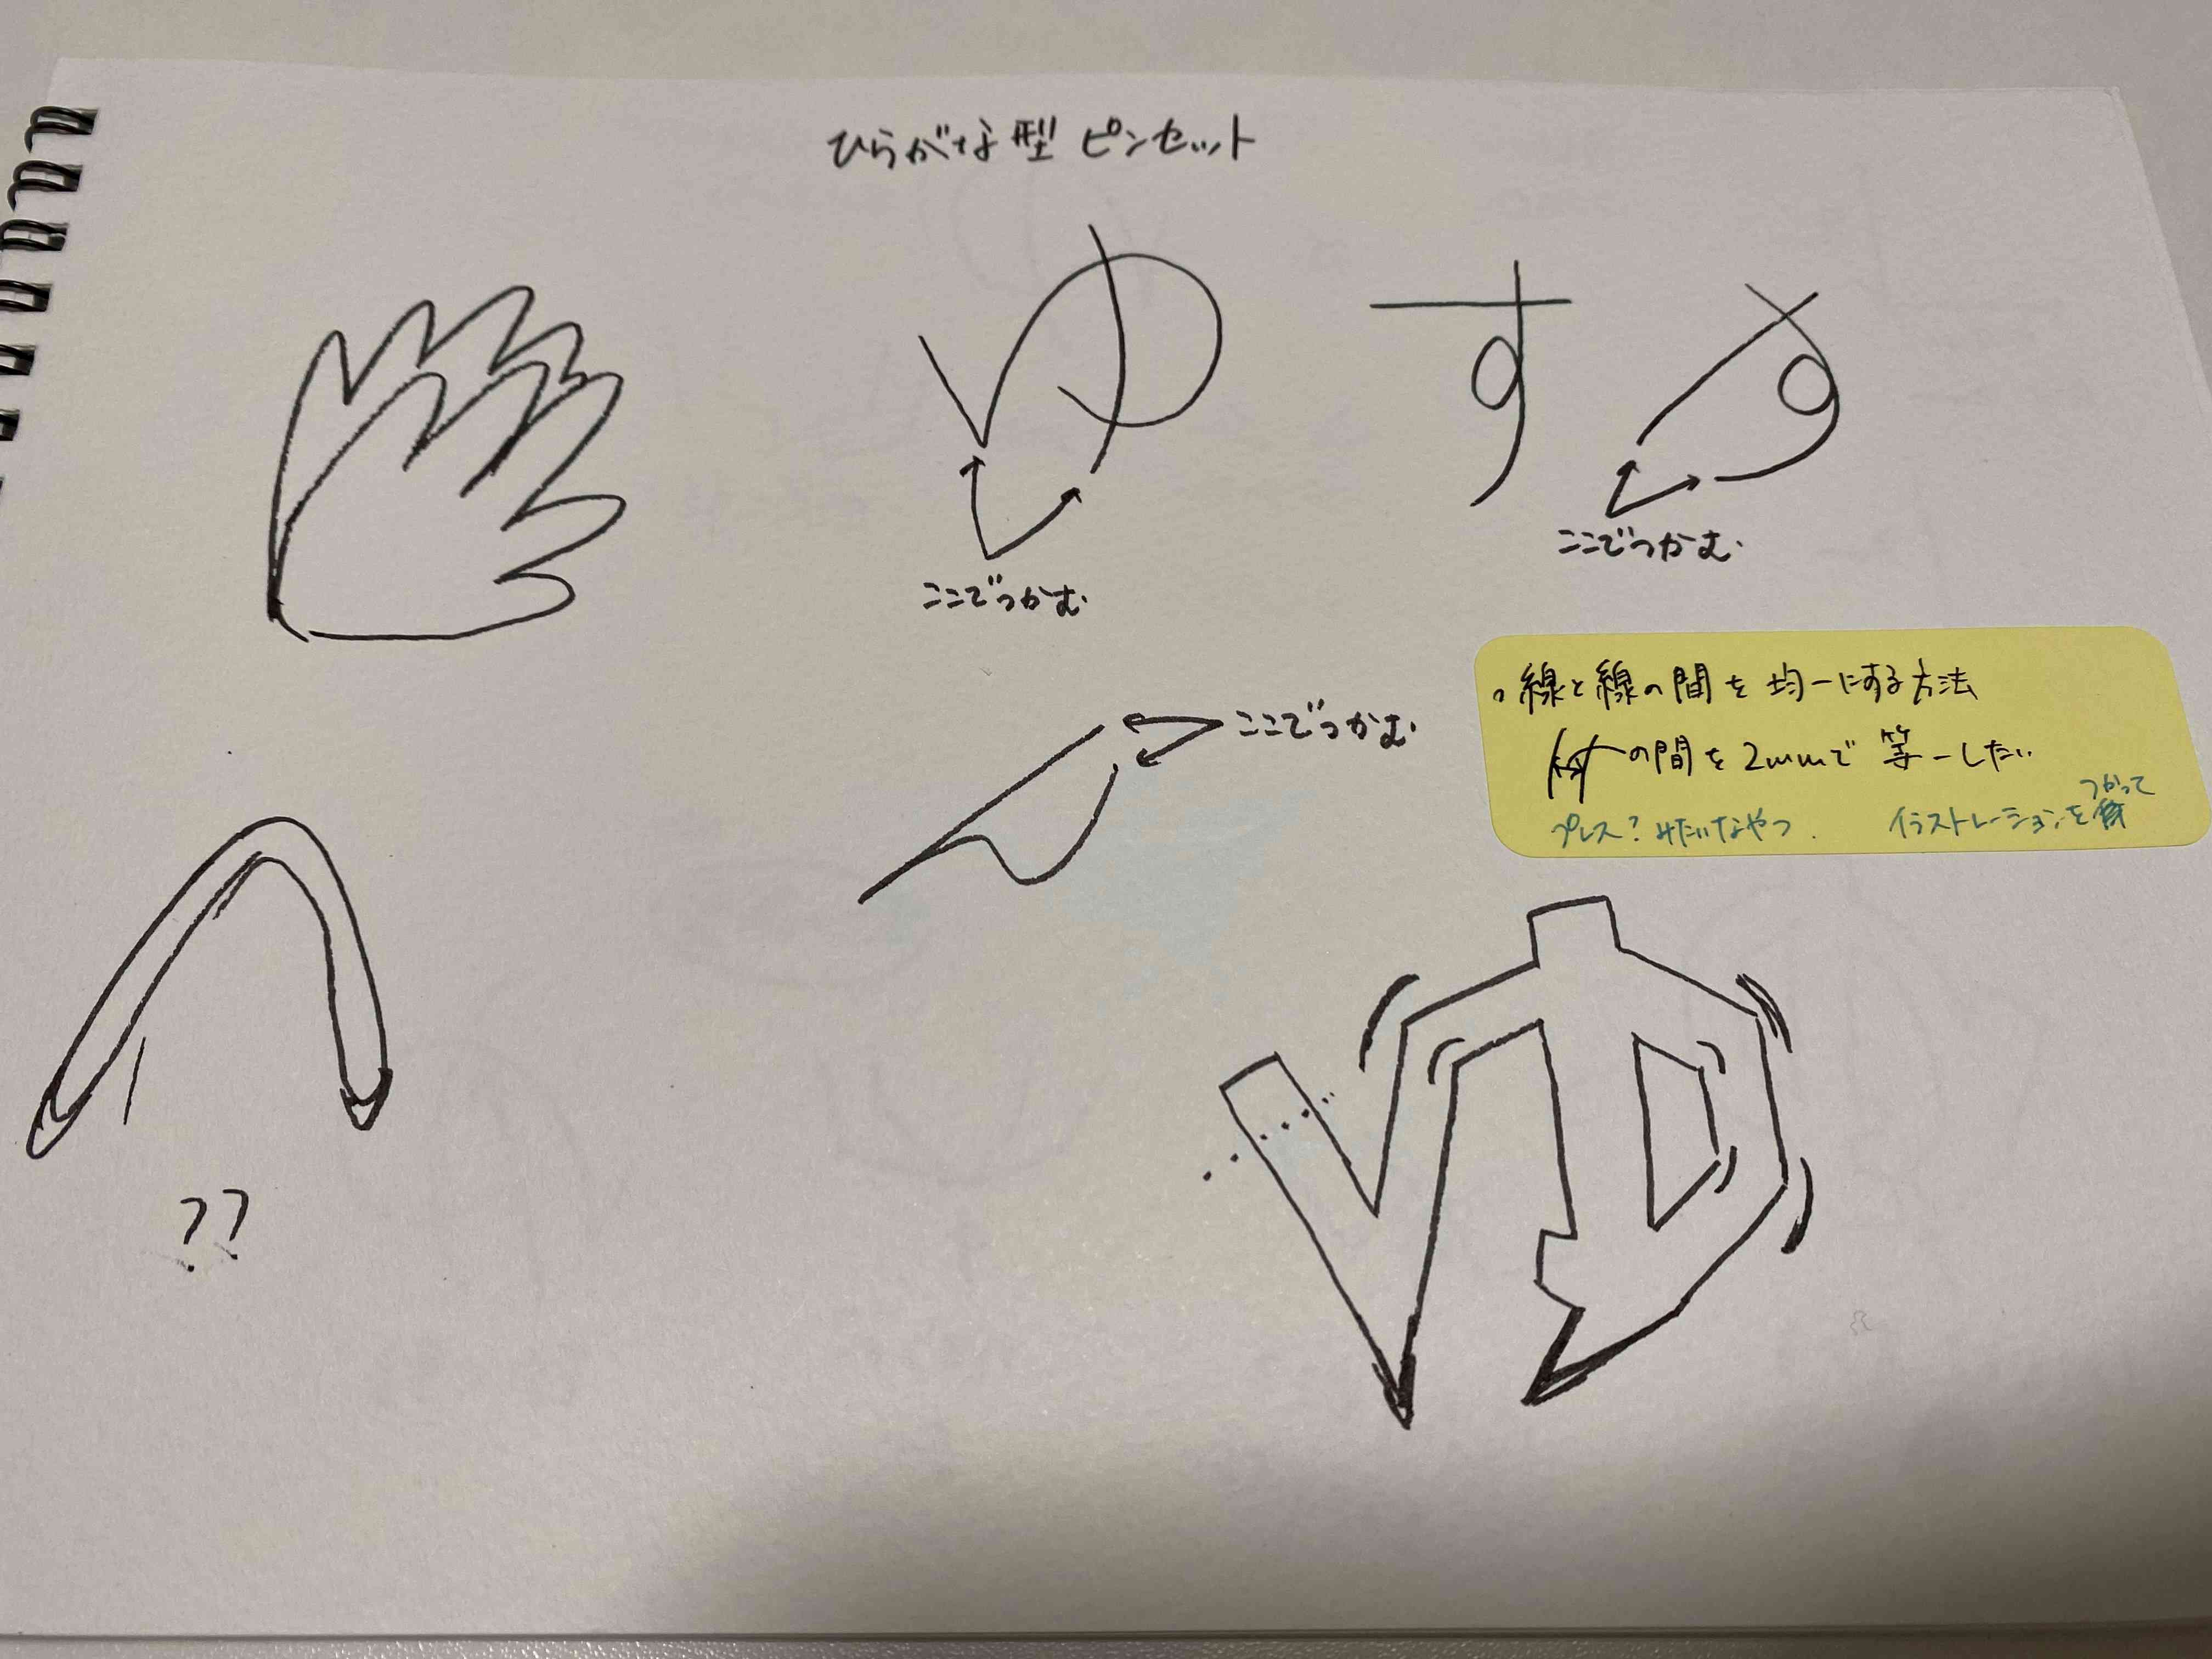 ひらがな型 ピンセット
ゆ
す
ここでつかむ
ここでつかむ
ここでつかむ
。線と線の間を均一にする方法
の間を2mmで等一したい
プレス?みたいなやつ. イラストレーションを
つかって
??
ゆ